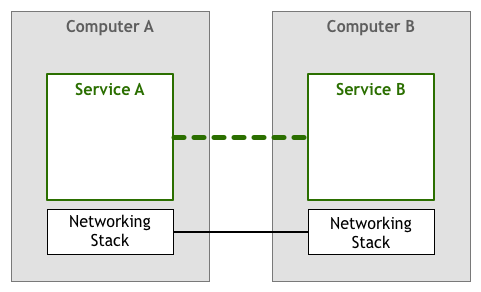 Computer A
Computer B
Service A
Service B
Networking
Stack
Networking
Stack